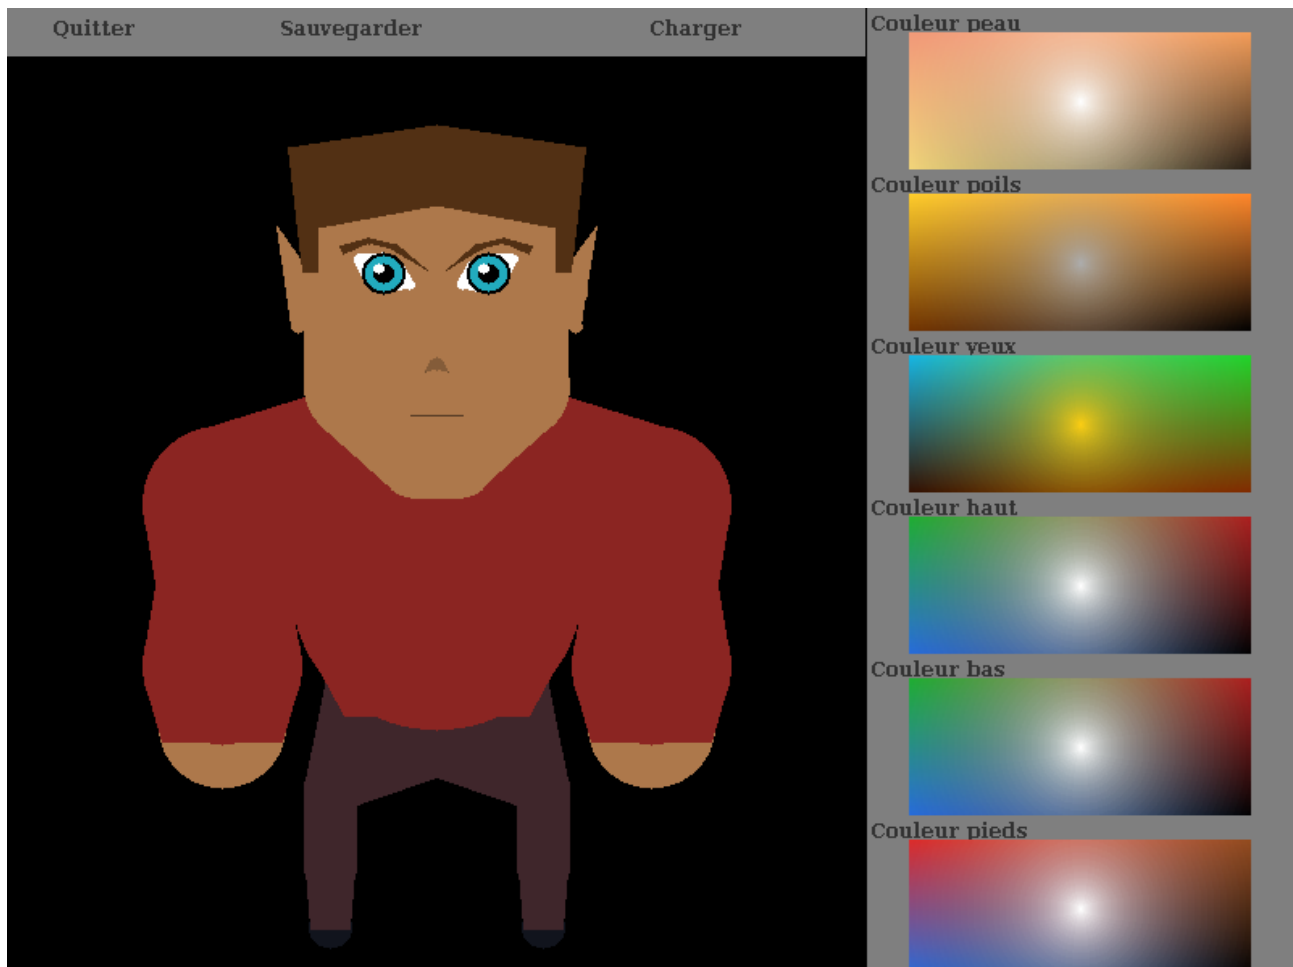 Quitter Sauvegarder Charger
Couleur peau
Couleur poils
Couleur yeux
Couleur haut
Couleur bas
Couleur pieds